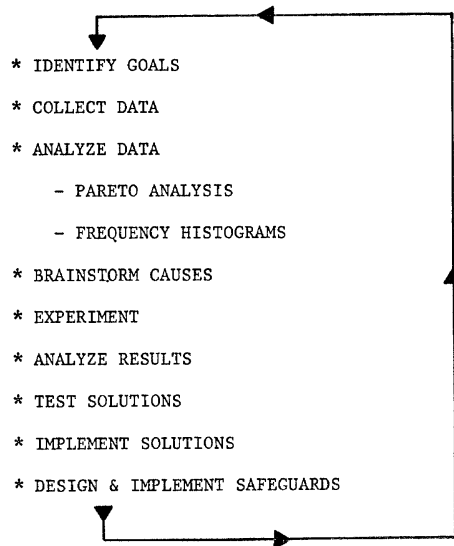 * IDENTIFY GOALS
* COLLECT DATA
* ANALYZE DATA
- PARETO ANALYSIS
- FREQUENCY HISTOGRAMS
* BRAINSTORM CAUSES
* EXPERIMENT
* ANALYZE RESULTS
* TEST SOLUTIONS
* IMPLEMENT SOLUTIONS
* DESIGN & IMPLEMENT SAFEGUARDS